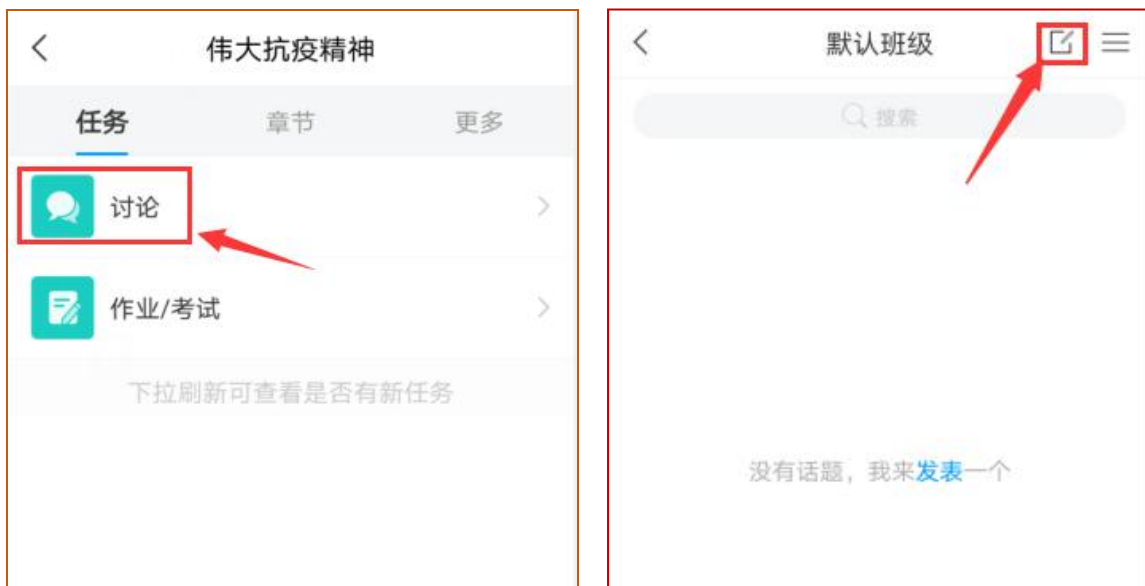 伟大抗疫精神
任务 章节 更多
讨论
作业/考试
下拉刷新可查看是否有新任务
默认班级
搜索
没有话题，我来发表一个